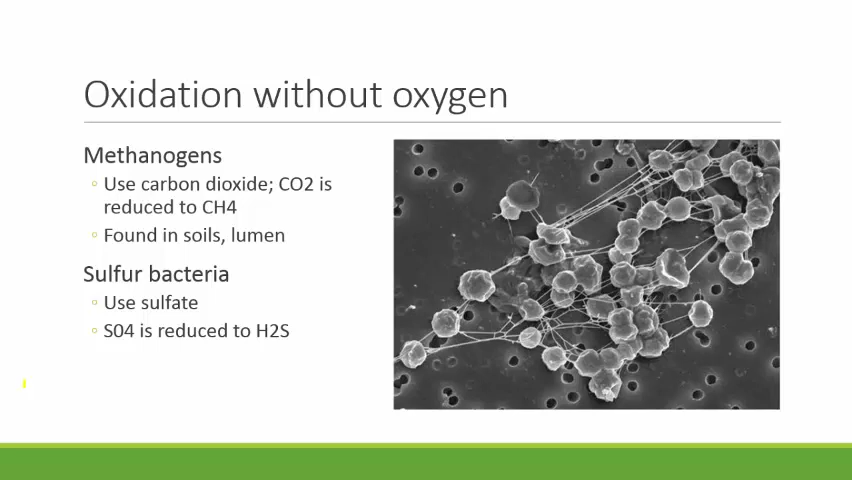 Oxidation without oxygen
Methanogens
◦ Use carbon dioxide; CO2 is
reduced to CH4
◦ Found in soils, lumen
Sulfur bacteria
◦ Use sulfate
◦ S04 is reduced to H2S